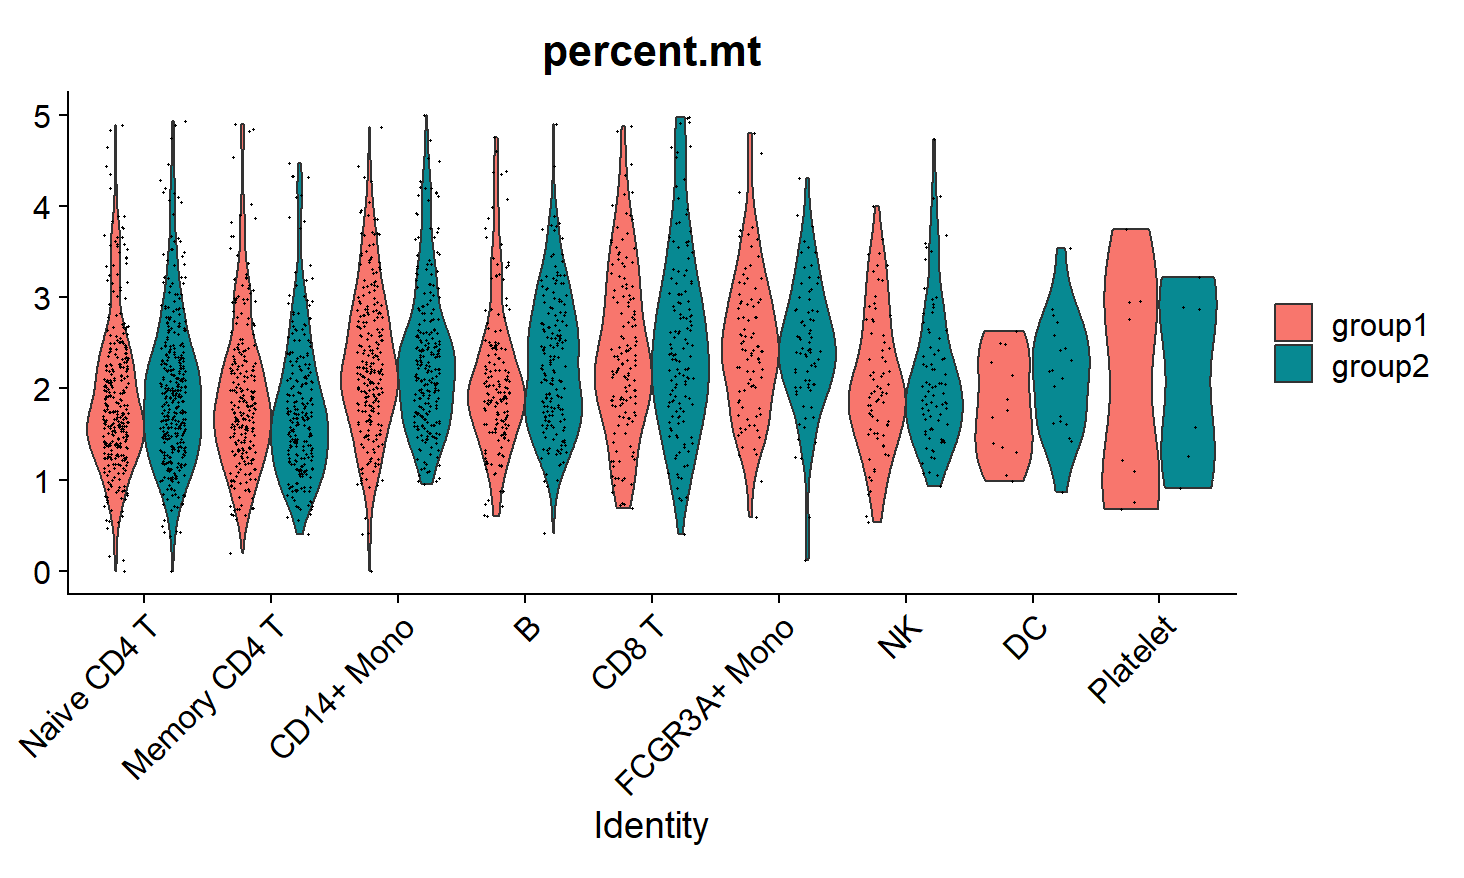 percent.mt
5
4
3
2
1
0
group1
group2
Naive CD4 T
Memory CD4 T
CD14+ Mono
B
CD8 T
FCGR3A+ Mono
NK
DC
Platelet
Identity